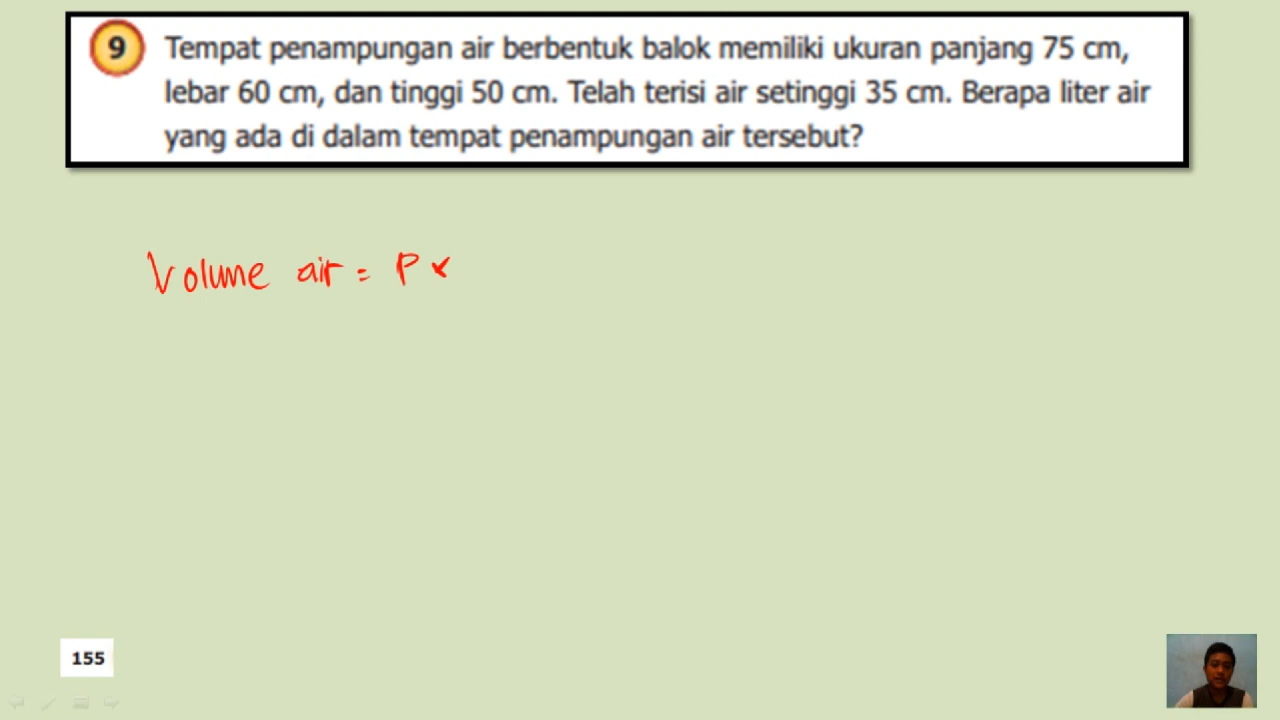 9 Tempat penampungan air berbentuk balok memiliki ukuran panjang 75 cm,
lebar 60 cm, dan tinggi 50 cm. Telah terisi air setinggi 35 cm. Berapa liter air
yang ada di dalam tempat penampungan air tersebut?
Volume air = P x
155